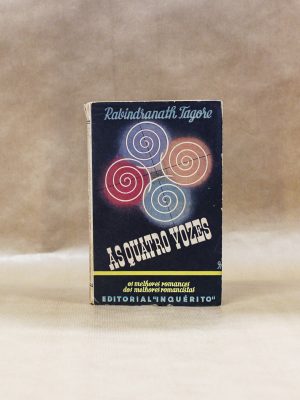 Rabindranath Tagore
AS QUATRO VOZES
os melhores romances
dos melhores romancistas
EDITORIAL "INQUÉRITO"